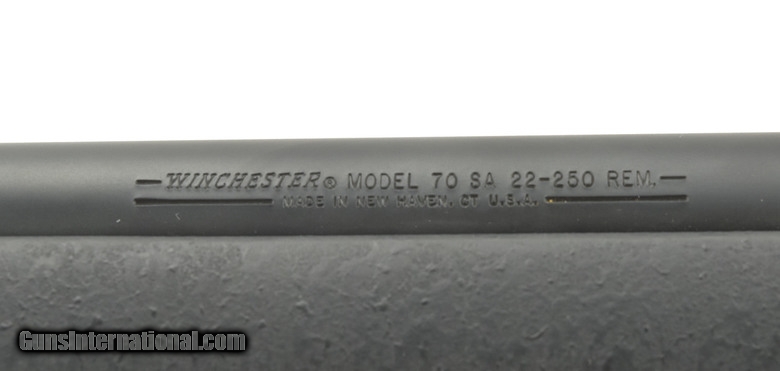 WINCHESTER® MODEL 70 SA 22-250 REM.
MADE IN NEW HAVEN, CT U.S.A.
GunsInternational.com